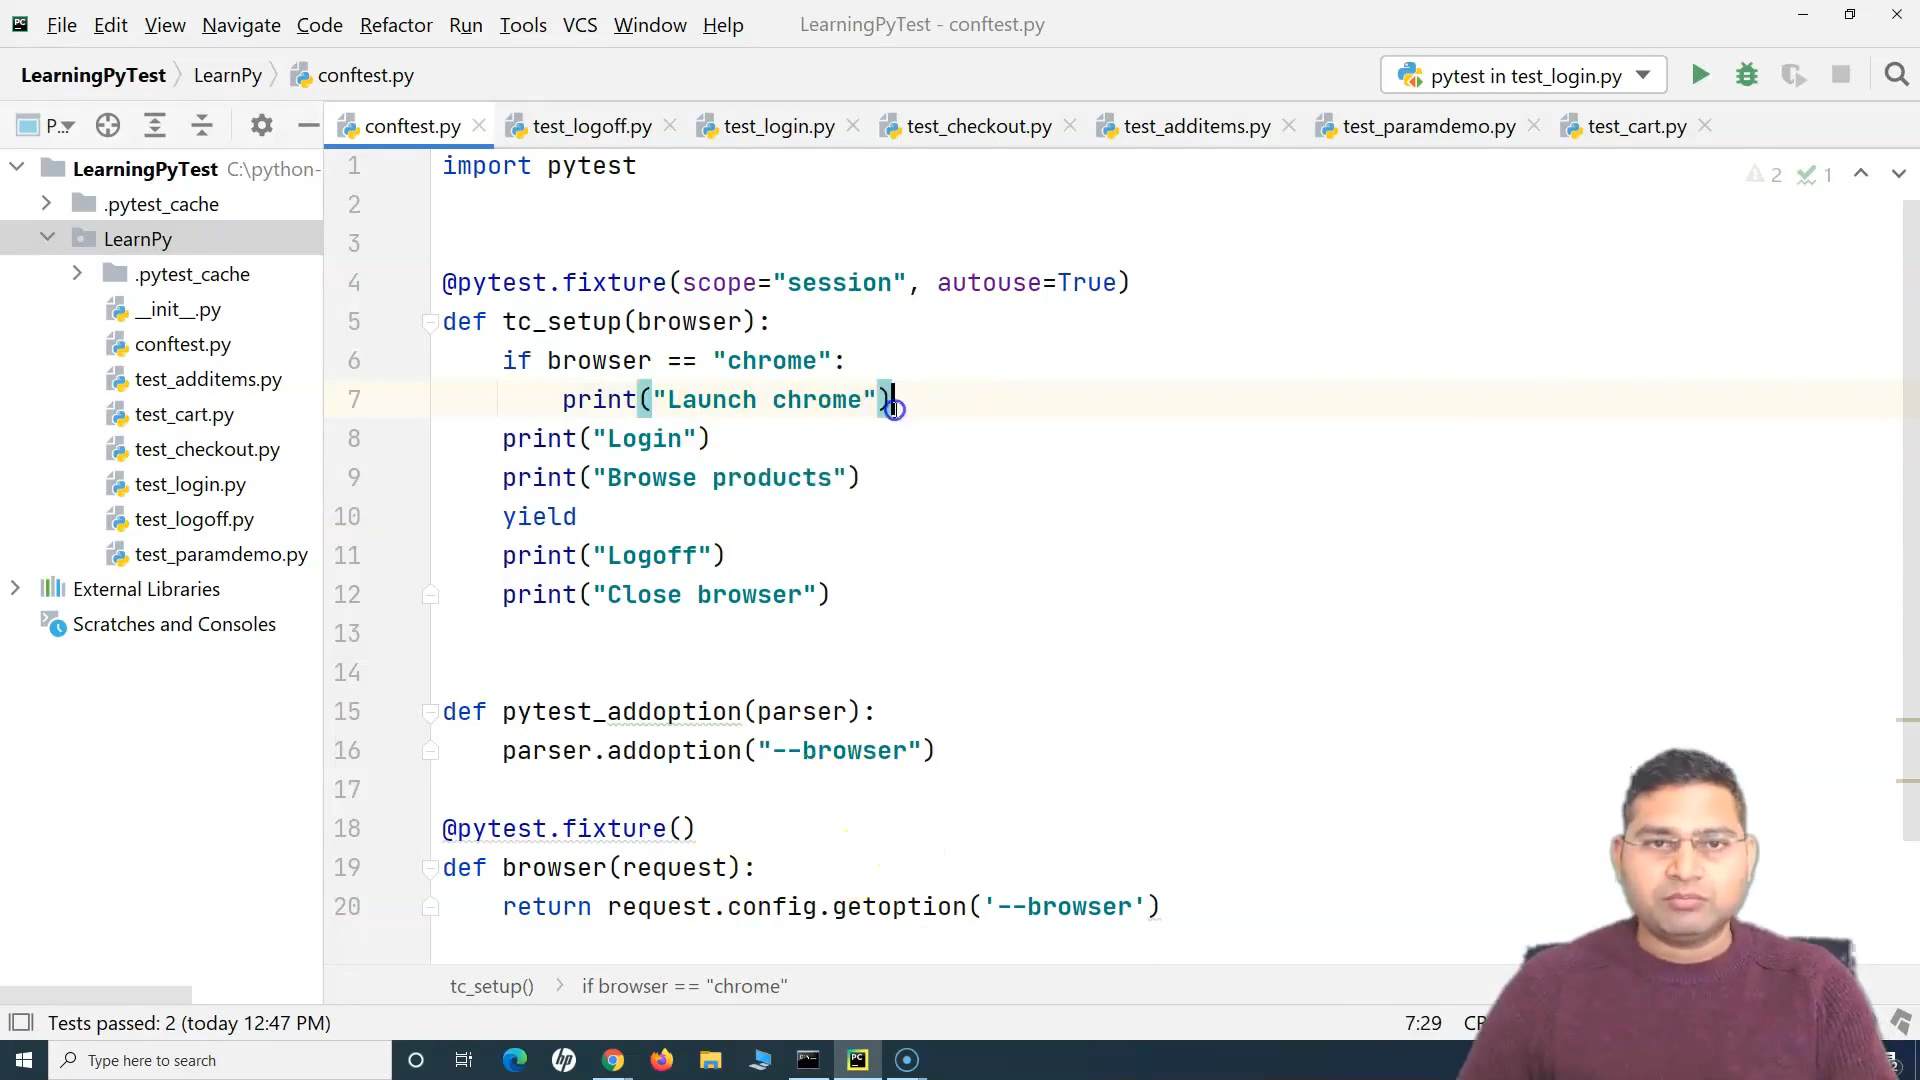 File Edit View Navigate Code Refactor Run Tools VCS Window Help LearningPyTest - conftest.py
LearningPyTest LearnPy conftest.py pytest in test_login.py
P... conftest.py test_logoff.py test_login.py test_checkout.py test_additems.py test_paramdemo.py test_cart.py
LearningPyTest C:\python-
.pytest_cache
LearnPy
.pytest_cache
__init__.py
conftest.py
test_additems.py
test_cart.py
test_checkout.py
test_login.py
test_logoff.py
test_paramdemo.py
External Libraries
Scratches and Consoles
2 1
1 import pytest
2
3
4 @pytest.fixture(scope="session", autouse=True)
5 def tc_setup(browser):
6 if browser == "chrome":
7 print("Launch chrome")
8 print("Login")
9 print("Browse products")
10 yield
11 print("Logoff")
12 print("Close browser")
13
14
15 def pytest_addoption(parser):
16 parser.addoption("--browser")
17
18 @pytest.fixture()
19 def browser(request):
20 return request.config.getoption('--browser')
tc_setup() if browser == "chrome"
Tests passed: 2 (today 12:47 PM) 7:29
Type here to search